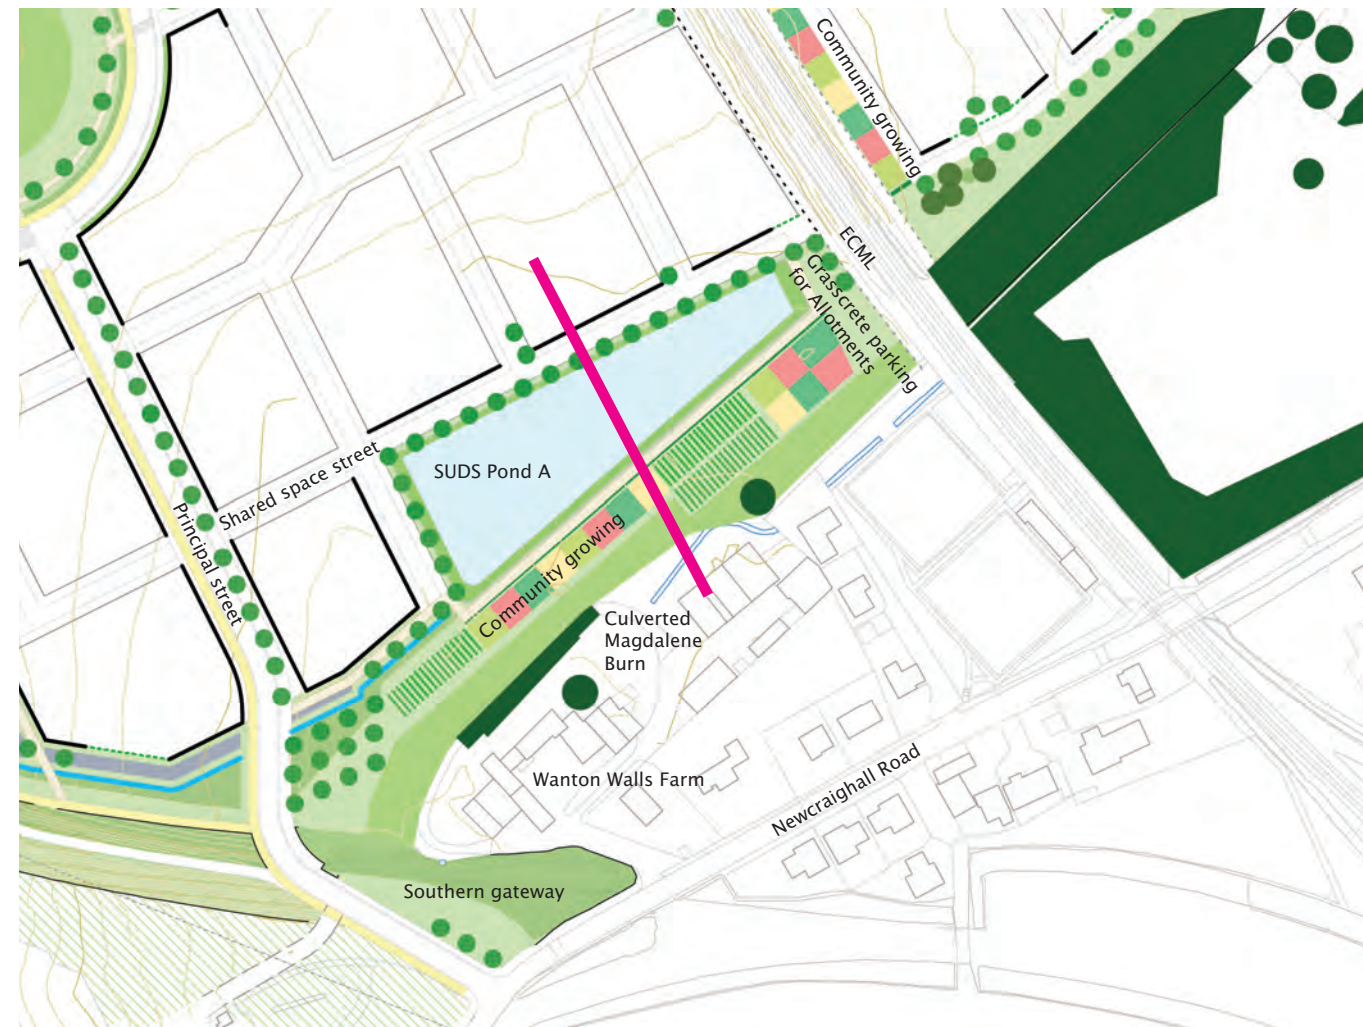 Community growing
ECML
Grasscrete parking
for Allotments
SUDS Pond A
Shared space street
Principal street
Community growing
Culverted
Magdalene
Burn
Wanton Walls Farm
Newcraighall Road
Southern gateway